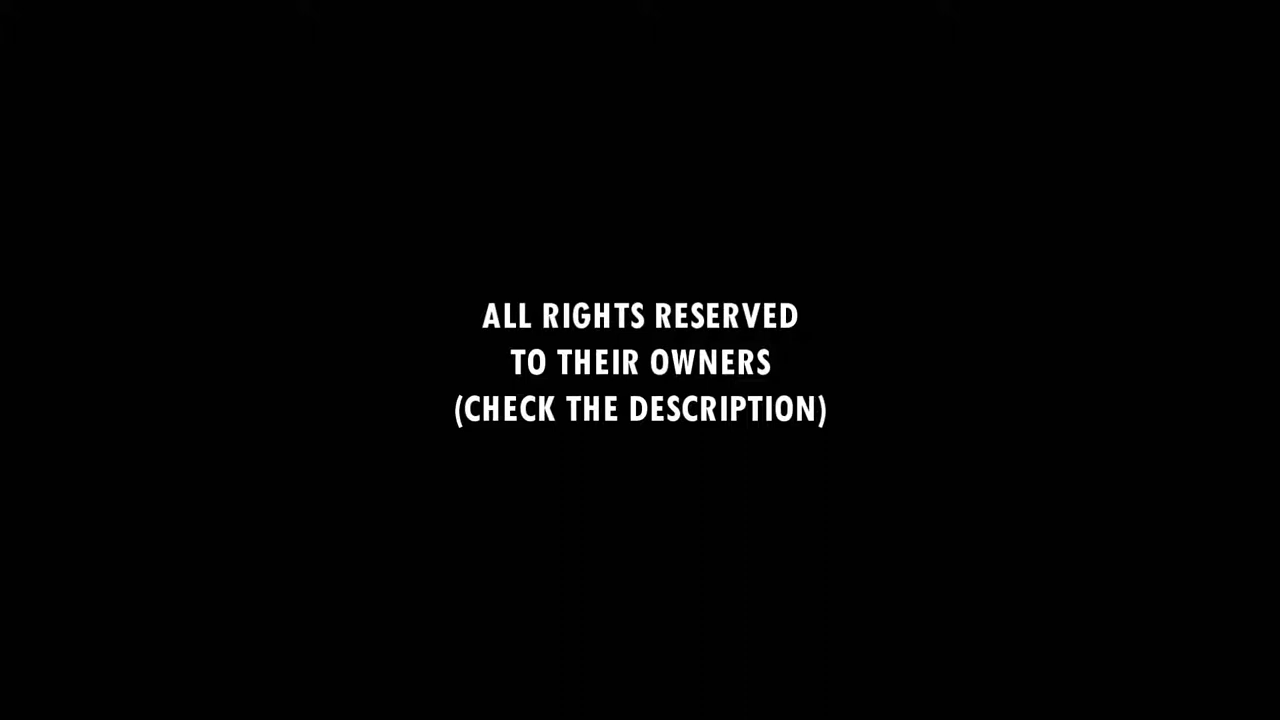 ALL RIGHTS RESERVED
TO THEIR OWNERS
(CHECK THE DESCRIPTION)